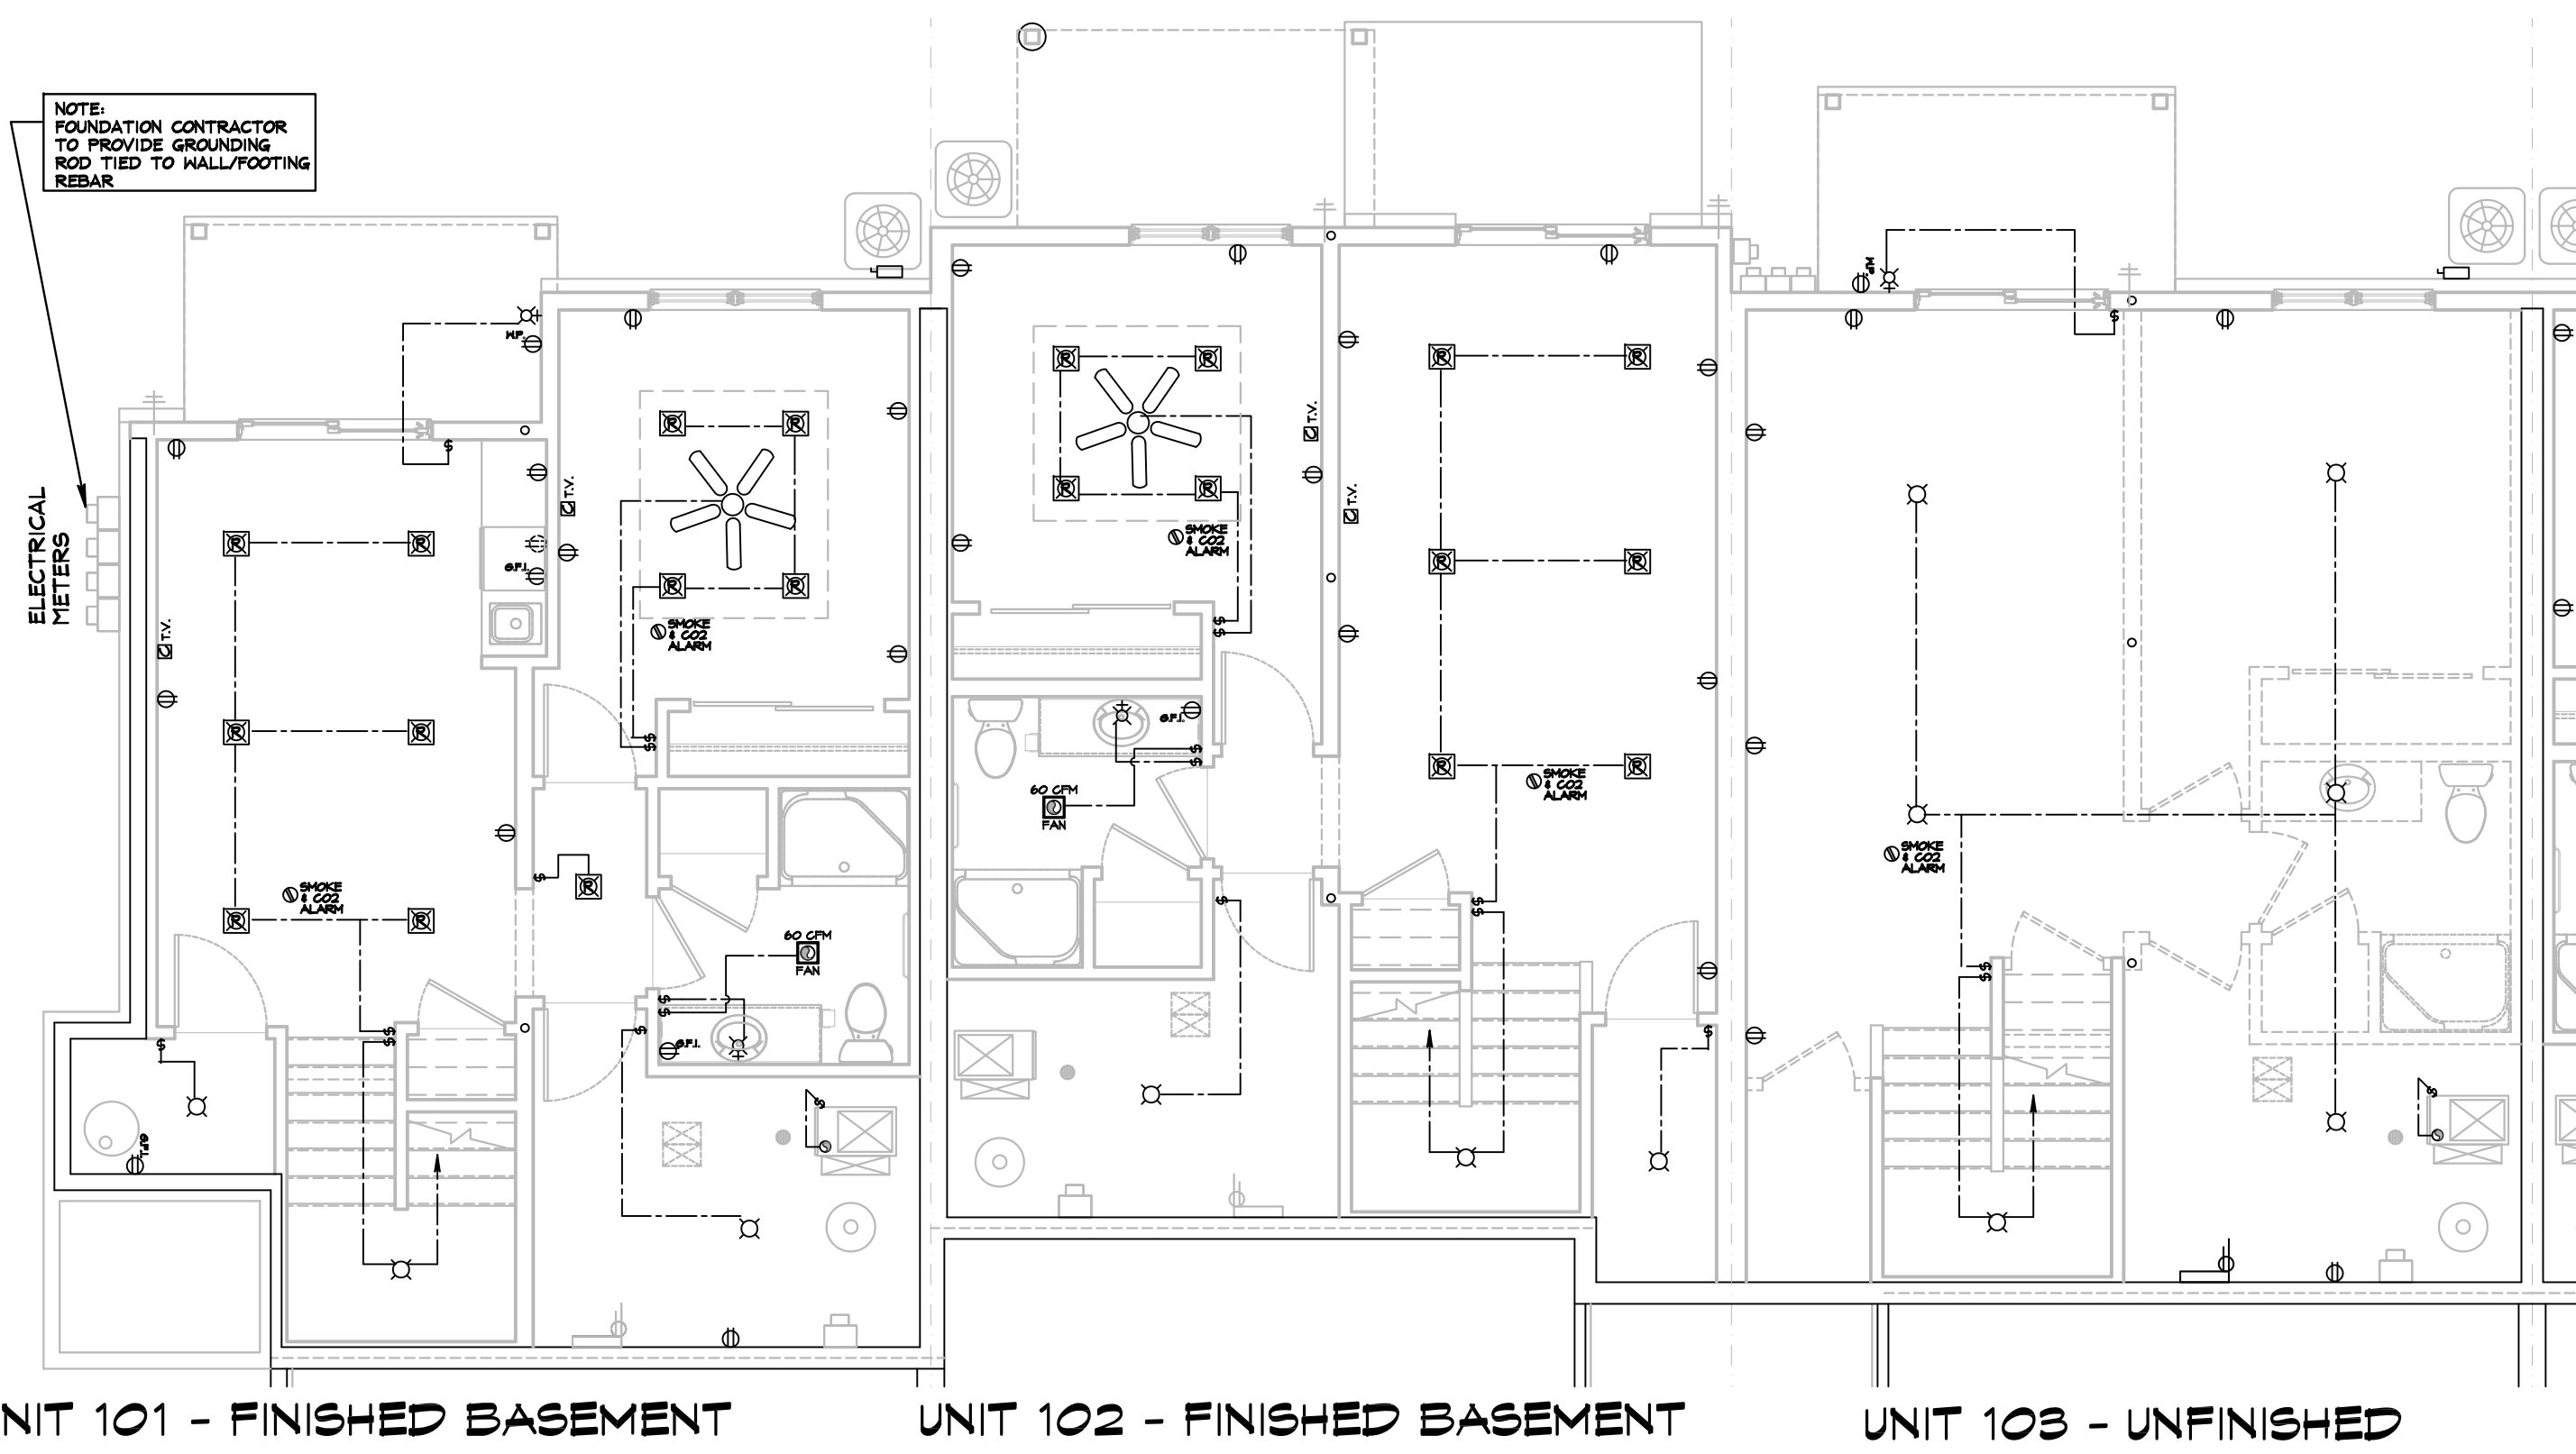 NOTE:
FOUNDATION CONTRACTOR
TO PROVIDE GROUNDING
ROD TIED TO WALL/FOOTING
REBAR
ELECTRICAL
METERS
W.P.
W.P.
T.V.
T.V.
T.V.
T.V.
G.F.I.
SMOKE
& CO2
ALARM
SMOKE
& CO2
ALARM
SMOKE
& CO2
ALARM
G.F.I.
60 CFM
FAN
SMOKE
& CO2
ALARM
SMOKE
& CO2
ALARM
60 CFM
FAN
G.F.I.
G.F.I.
NIT 101 - FINISHED BASEMENT
UNIT 102 - FINISHED BASEMENT
UNIT 103 - UNFINISHED